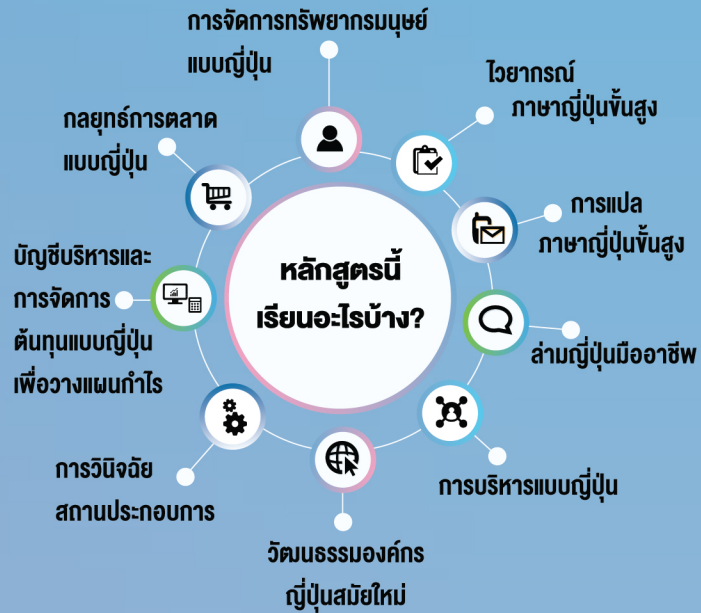 การจัดการทรัพยากรมนุษย์
แบบญี่ปุ่น
ไวยากรณ์
ภาษาญี่ปุ่นขั้นสูง
การแปล
ภาษาญี่ปุ่นขั้นสูง
ล่ามญี่ปุ่นมืออาชีพ
การบริหารแบบญี่ปุ่น
วัฒนธรรมองค์กร
ญี่ปุ่นสมัยใหม่
การวินิจฉัย
สถานประกอบการ
บัญชีบริหารและ
การจัดการ
ต้นทุนแบบญี่ปุ่น
เพื่อวางแผนกำไร
กลยุทธ์การตลาด
แบบญี่ปุ่น
หลักสูตรนี้
เรียนอะไรบ้าง?